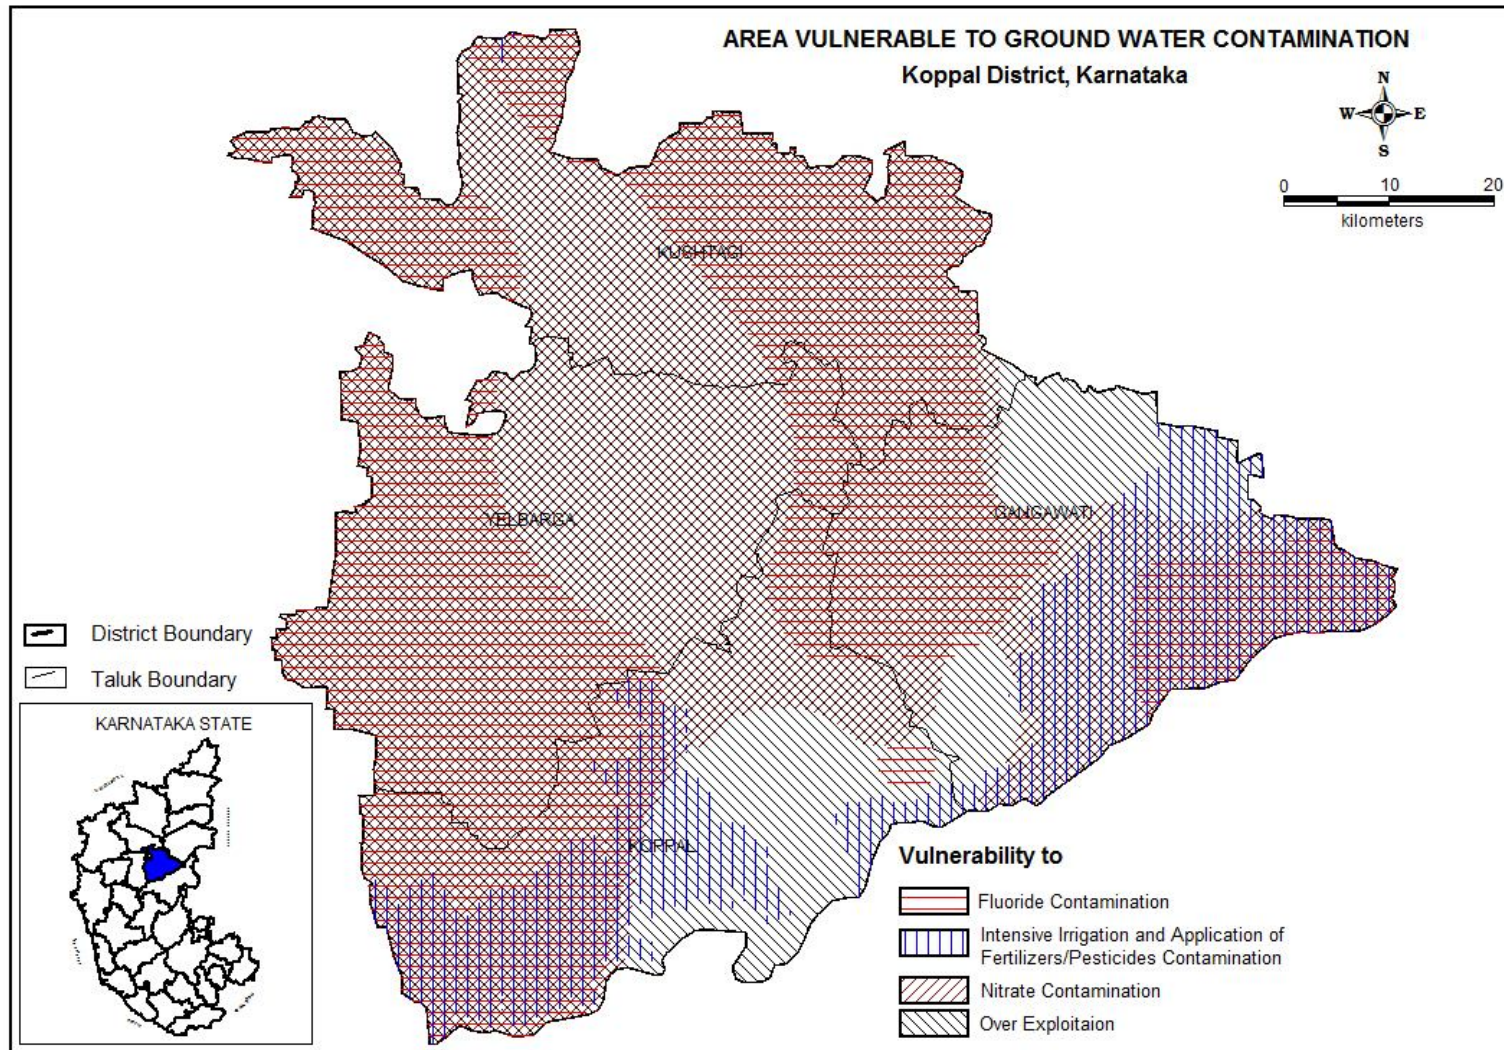 AREA VULNERABLE TO GROUND WATER CONTAMINATION
Koppal District, Karnataka
N
W
E
S
0 10 20
kilometers
KUSHTAGI
YELBARGA
GANGAWATI
KOPPAL
District Boundary
Taluk Boundary
KARNATAKA STATE
Vulnerability to
Fluoride Contamination
Intensive Irrigation and Application of
Fertilizers/Pesticides Contamination
Nitrate Contamination
Over Exploitaion